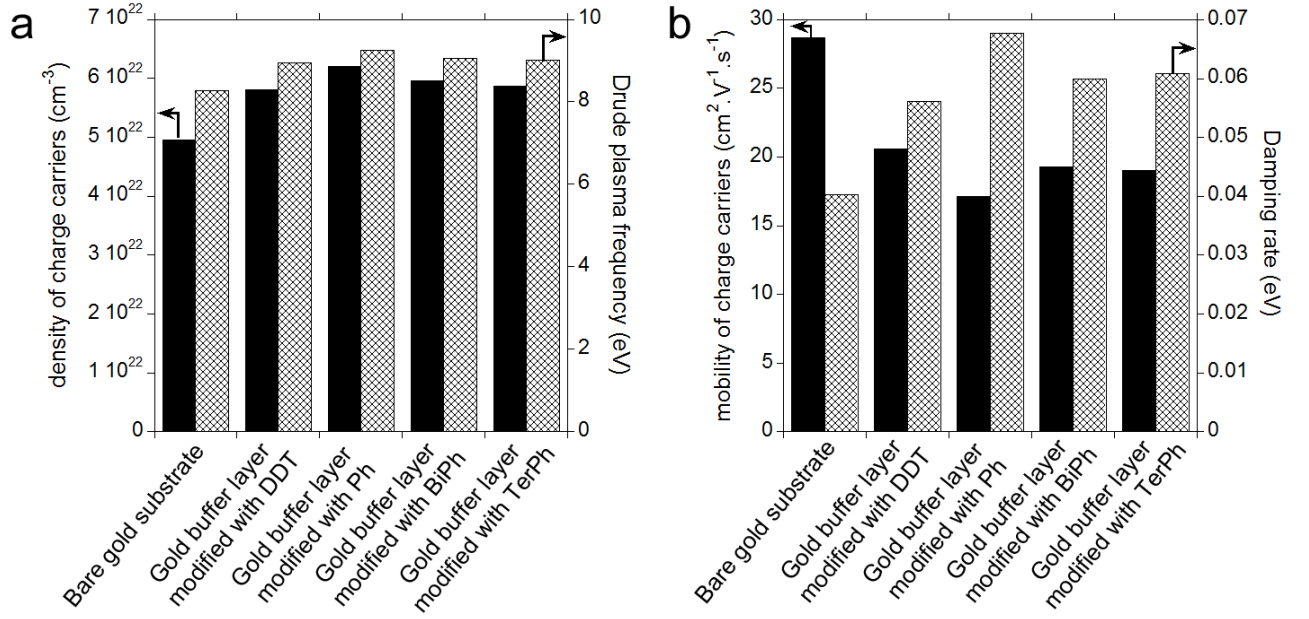 a
density of charge carriers (cm-3)
7 10^22
6 10^22
5 10^22
4 10^22
3 10^22
2 10^22
1 10^22
0
10
8
6
4
2
0
Drude plasma frequency (eV)
Bare gold substrate
Gold buffer layer
modified with DDT
Gold buffer layer
modified with Ph
Gold buffer layer
modified with BiPh
Gold buffer layer
modified with TerPh
b
mobility of charge carriers (cm2.V-1.s-1)
30
25
20
15
10
5
0
0.07
0.06
0.05
0.04
0.03
0.02
0.01
0
Damping rate (eV)
Bare gold substrate
Gold buffer layer
modified with DDT
Gold buffer layer
modified with Ph
Gold buffer layer
modified with BiPh
Gold buffer layer
modified with TerPh